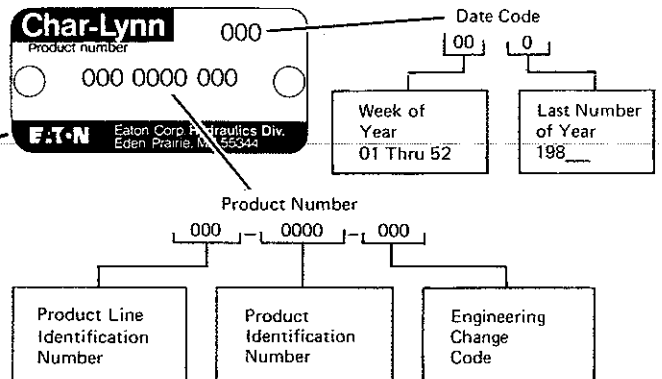 Char-Lynn
000
Product number
000 0000 000
EATON
Eaton Corp. Hydraulics Div.
Eden Prairie, MN 55344
Date Code
00 0
Week of
Year
01 Thru 52
Last Number
of Year
198__
Product Number
000 - 0000 - 000
Product Line
Identification
Number
Product
Identification
Number
Engineering
Change
Code